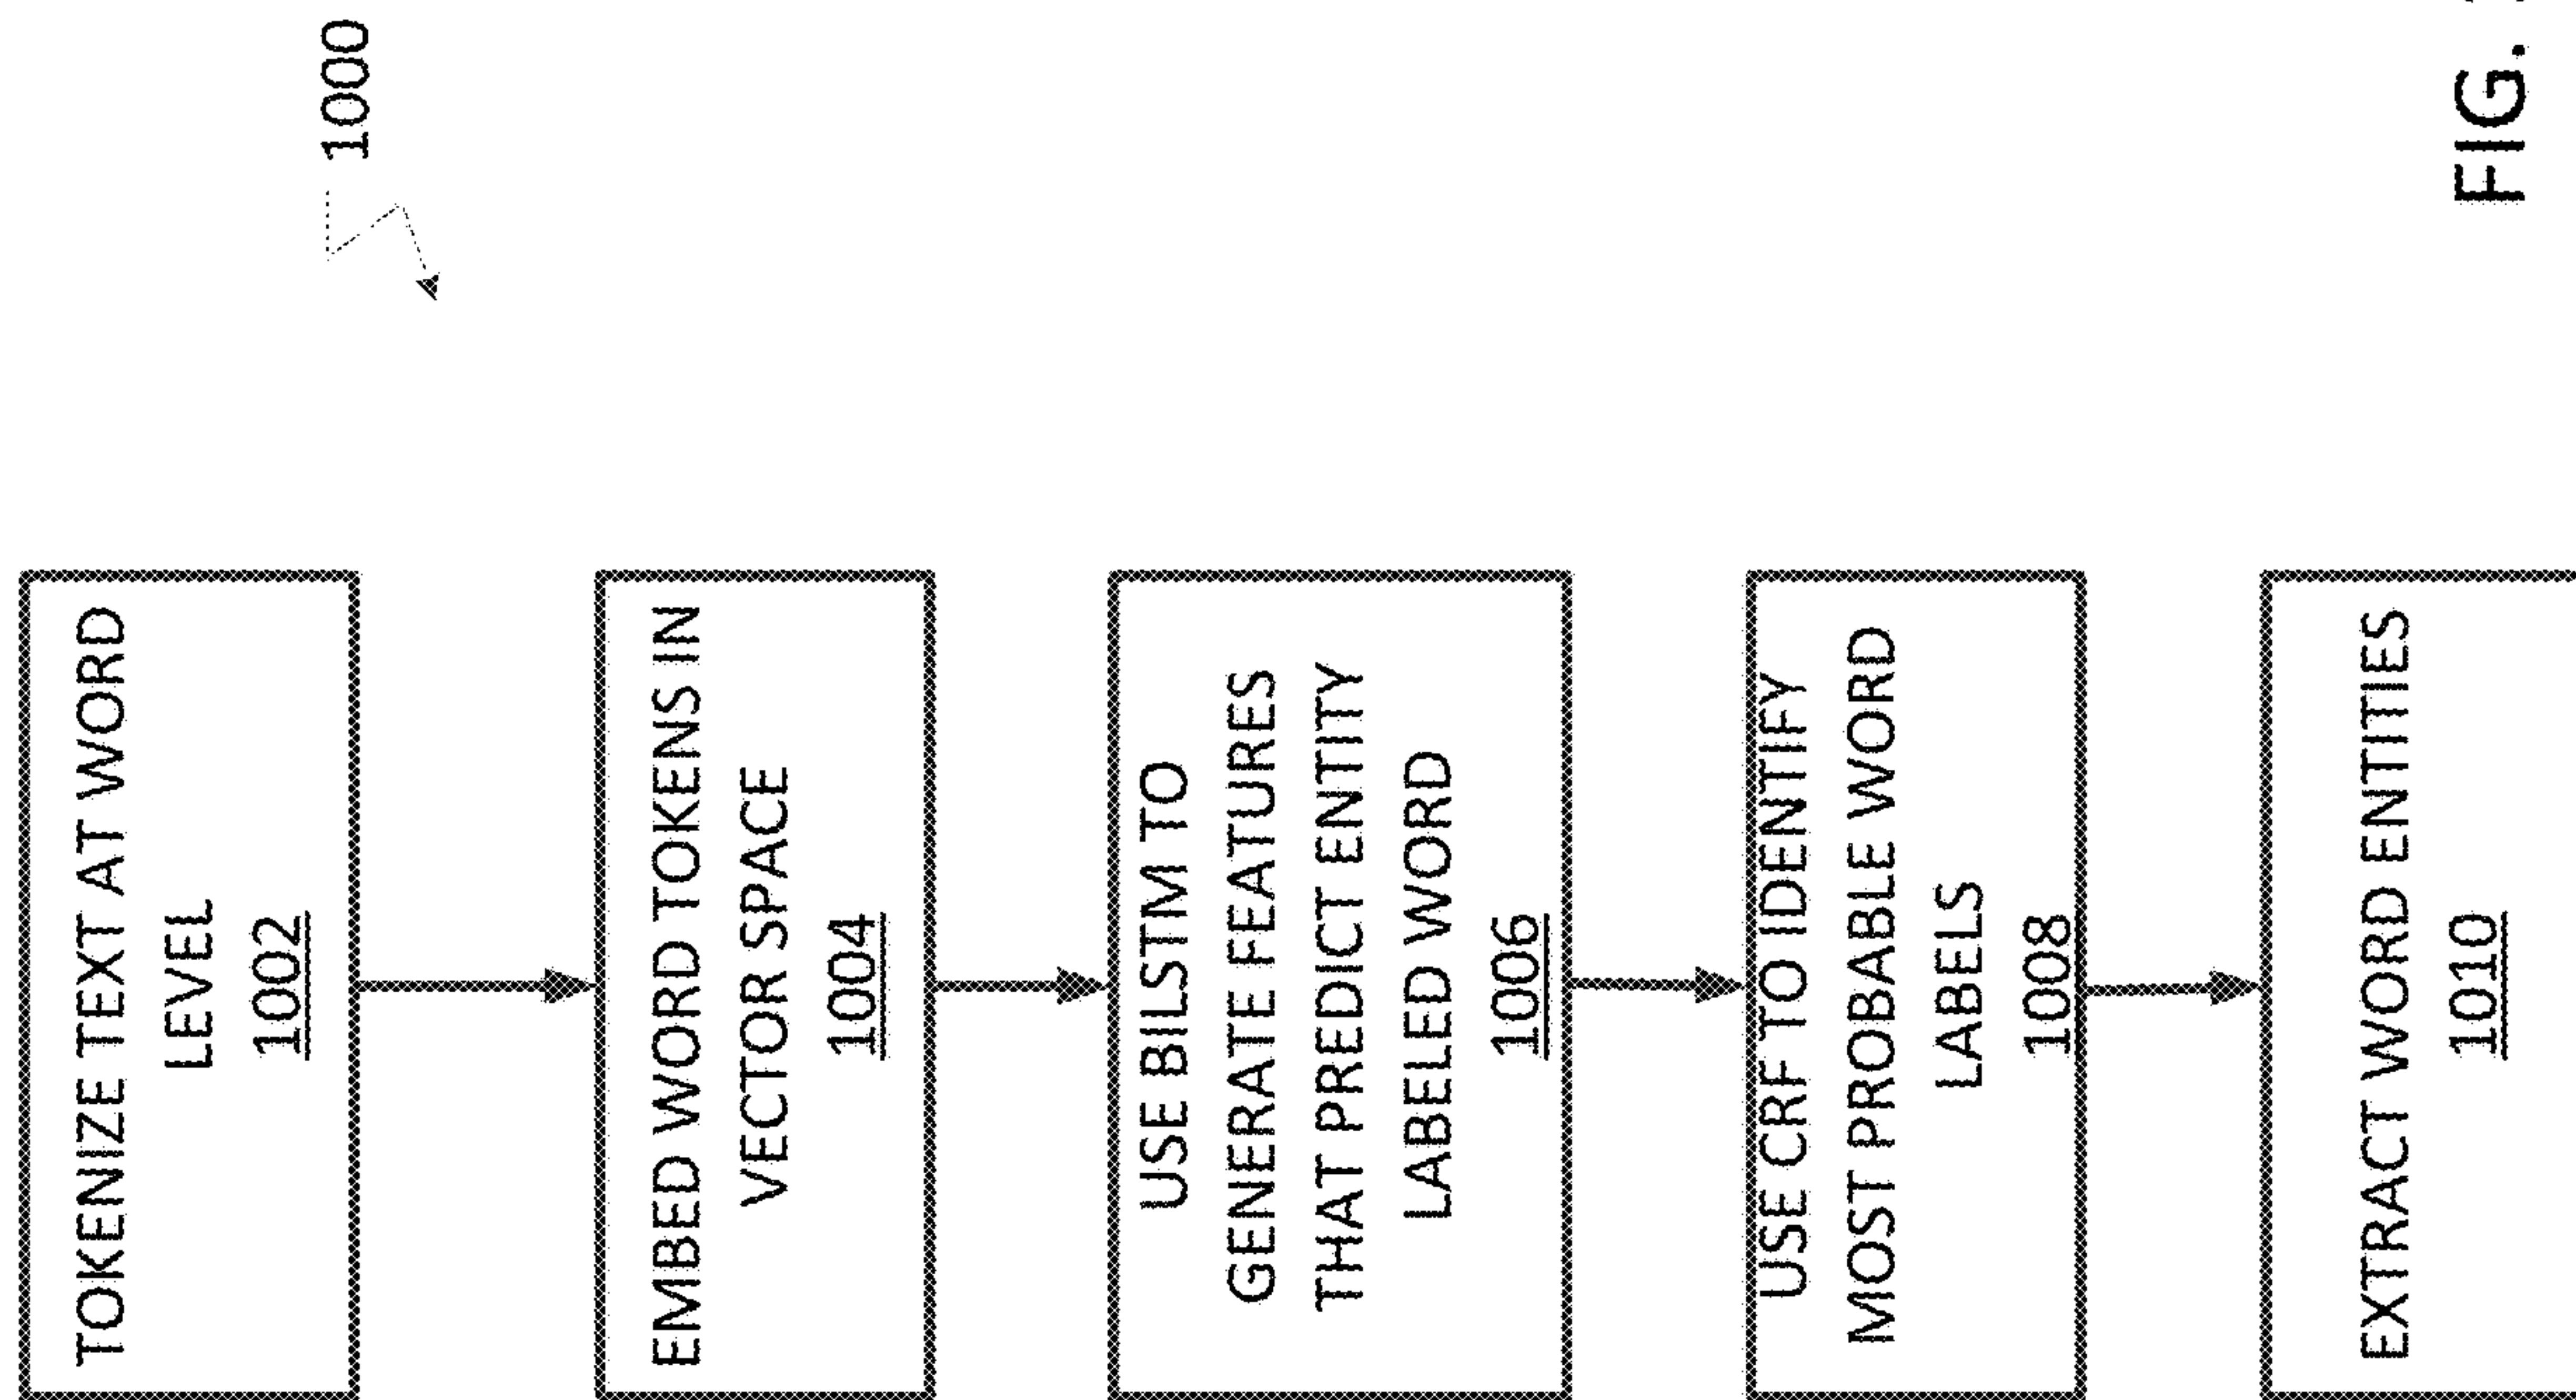 1000
TOKENIZE TEXT AT WORD
LEVEL
1002
EMBED WORD TOKENS IN
VECTOR SPACE
1004
USE BILSTM TO
GENERATE FEATURES
THAT PREDICT ENTITY
LABELED WORD
1006
USE CRF TO IDENTIFY
MOST PROBABLE WORD
LABELS
1008
EXTRACT WORD ENTITIES
1010
FIG.